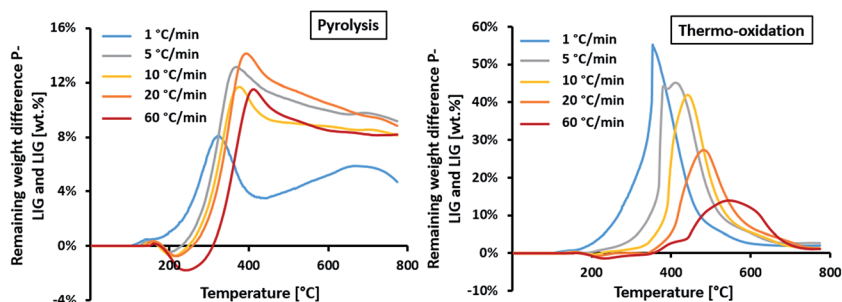 Pyrolysis
Remaining weight difference P-
LIG and LIG [wt.%]
16%
12%
8%
4%
0%
-4%
1 °C/min
5 °C/min
10 °C/min
20 °C/min
60 °C/min
200
400
600
800
Temperature [°C]
Thermo-oxidation
Remaining weight difference P-
LIG and LIG [wt.%]
60%
50%
40%
30%
20%
10%
0%
-10%
1 °C/min
5 °C/min
10 °C/min
20 °C/min
60 °C/min
200
400
600
800
Temperature [°C]